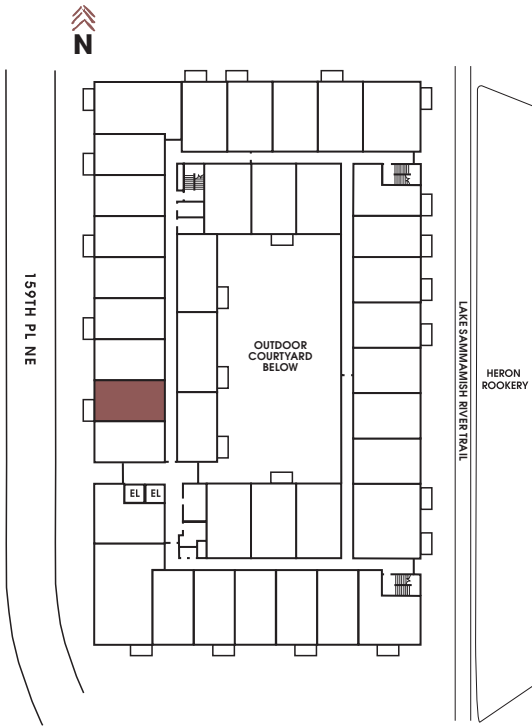 N
159TH PL NE
OUTDOOR
COURTYARD
BELOW
LAKE SAMMAMISH RIVER TRAIL
HERON
ROOKERY
EL EL